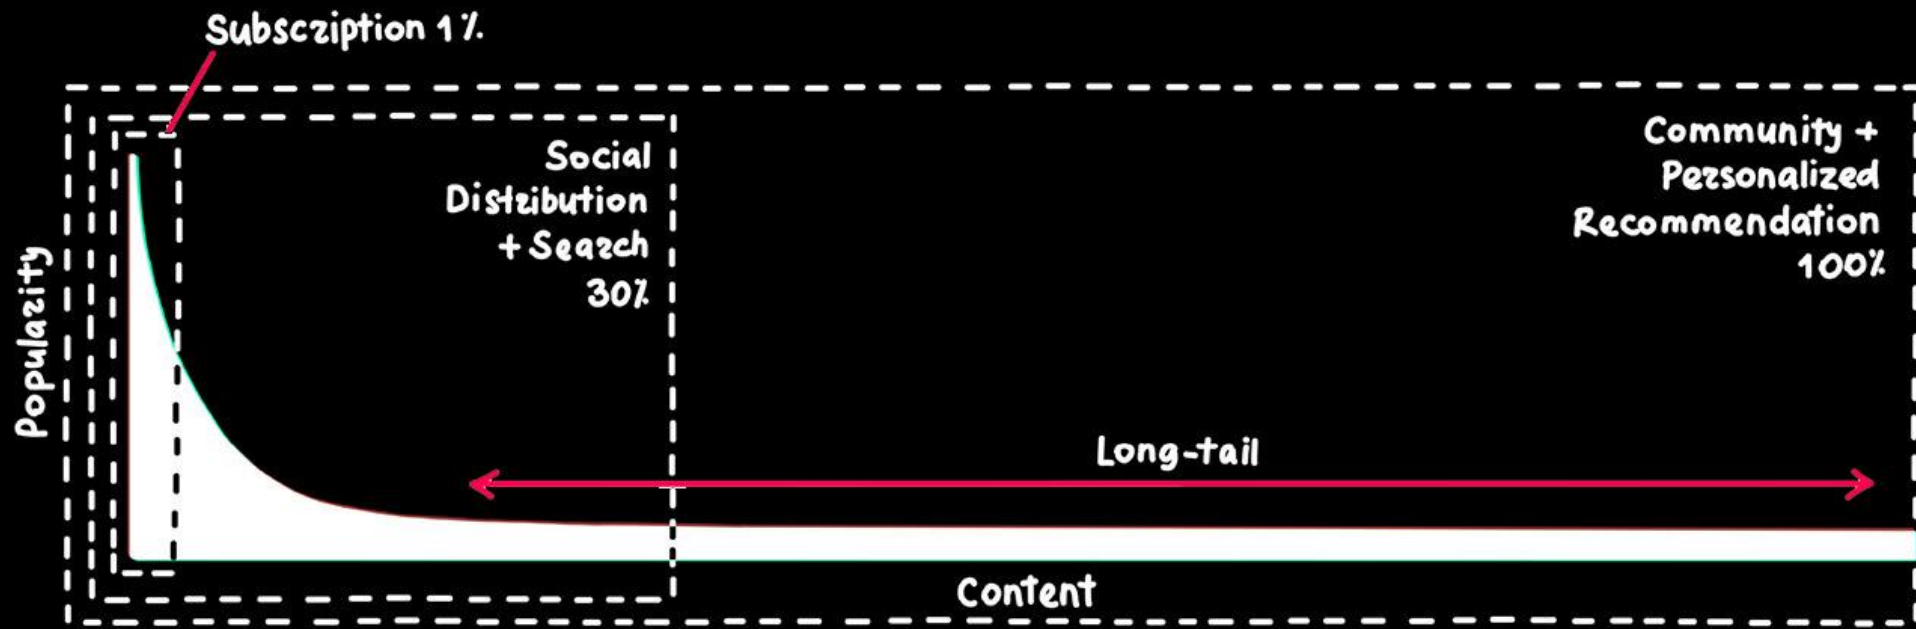 Subscription 1%
Social
Distribution
+ Search
30%
Community +
Personalized
Recommendation
100%
Popularity
Long-tail
Content